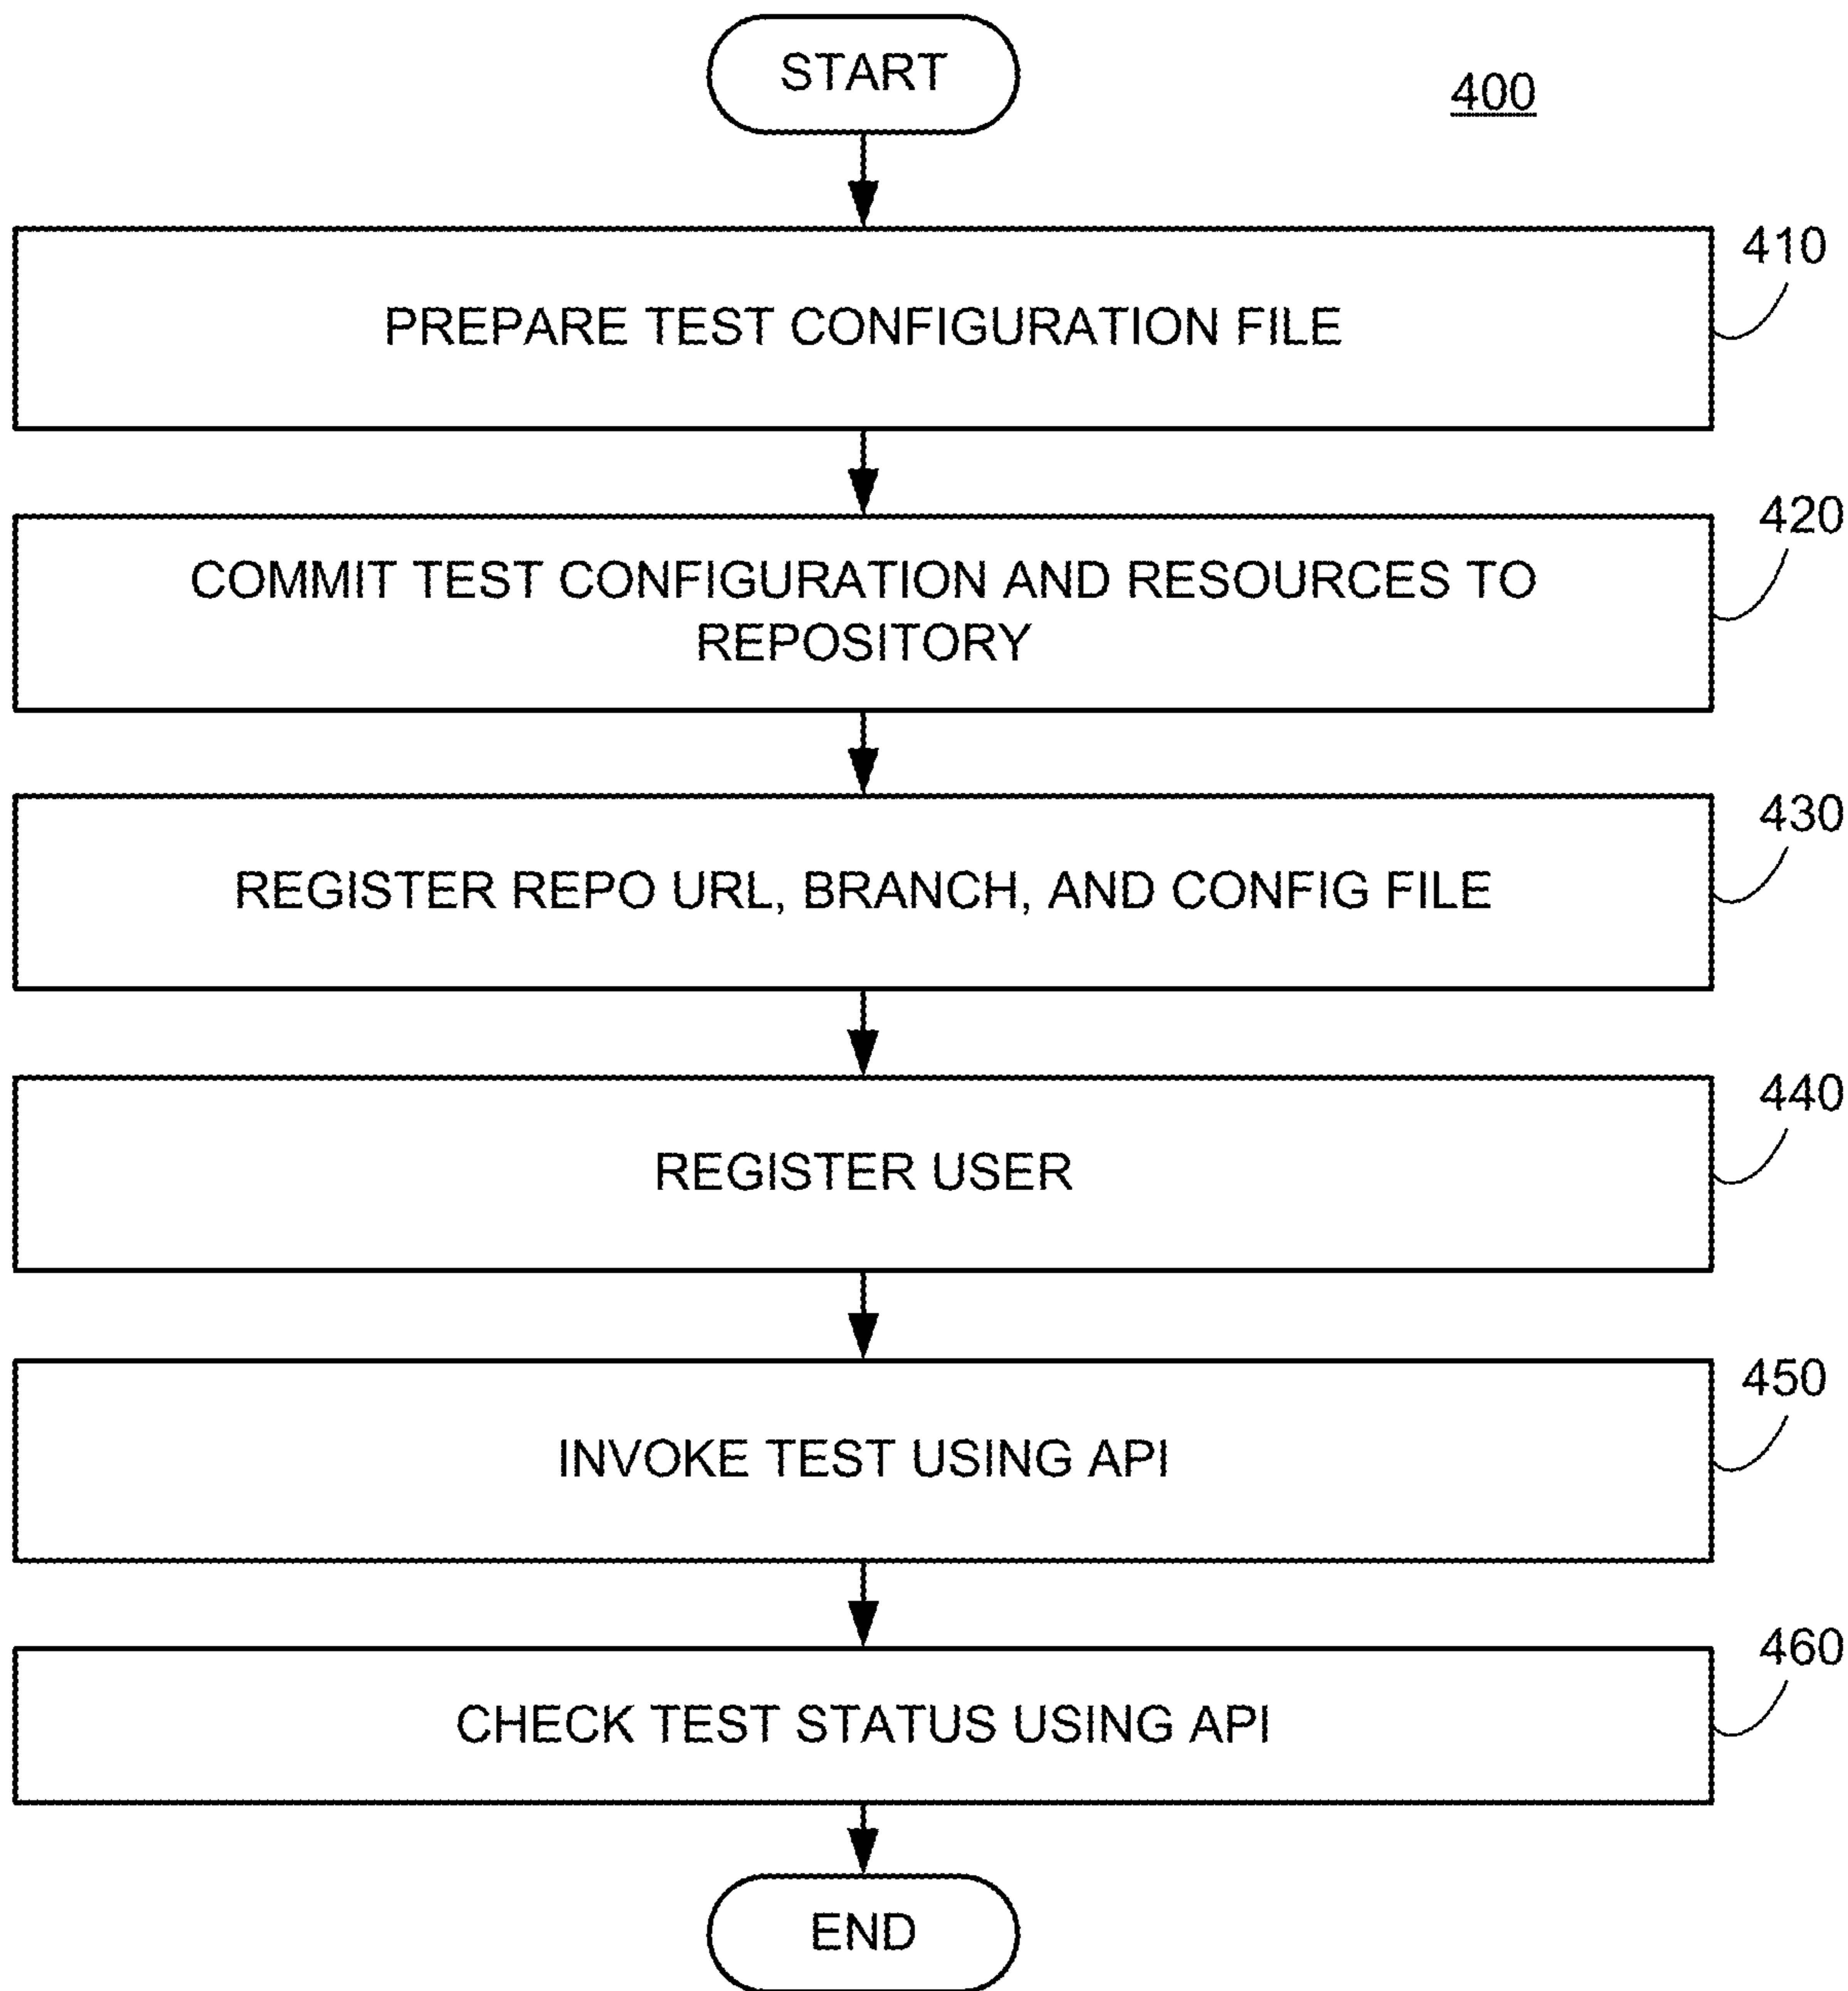 START
400
410
PREPARE TEST CONFIGURATION FILE
420
COMMIT TEST CONFIGURATION AND RESOURCES TO
REPOSITORY
430
REGISTER REPO URL, BRANCH, AND CONFIG FILE
440
REGISTER USER
450
INVOKE TEST USING API
460
CHECK TEST STATUS USING API
END